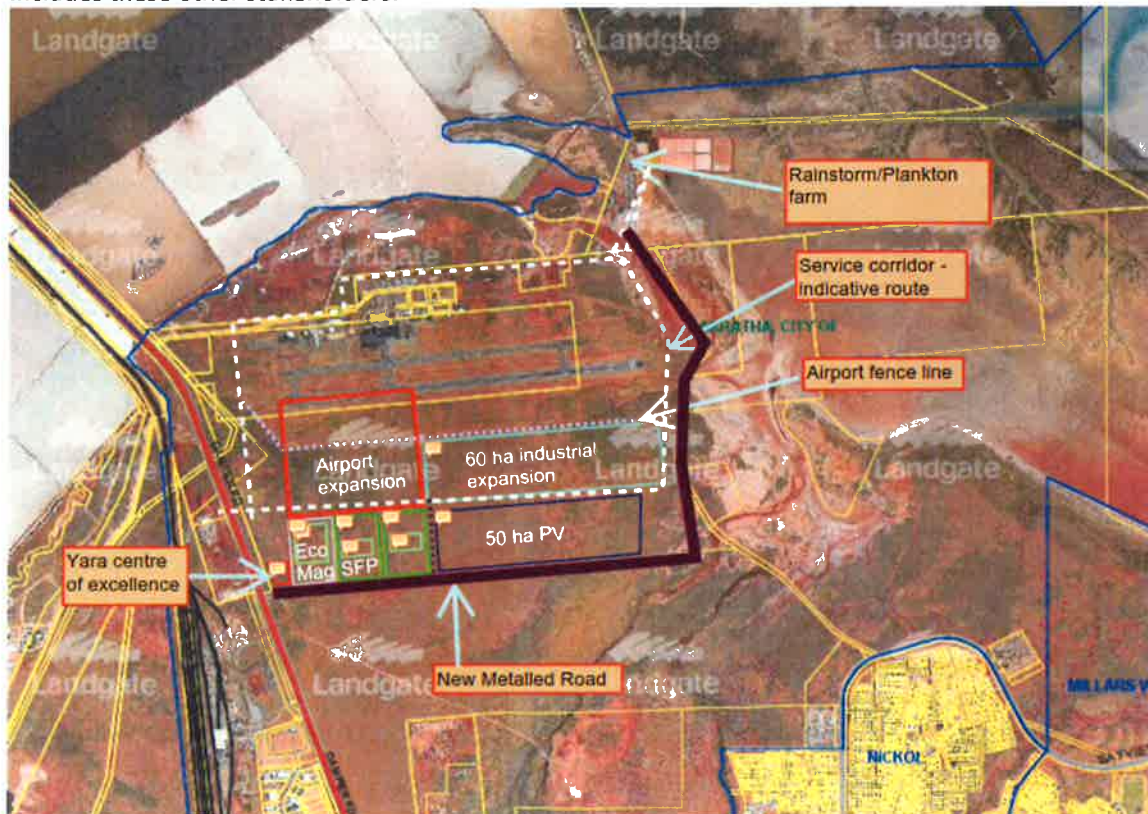 Landgate
Landgate
Landgate
Rainstorm/Plankton
farm
Service corridor -
indicative route
CITY OF
Airport fence line
Airport
expansion
60 ha industrial
expansion
Landgate
Landgate
Landgate
50 ha PV
Eco
Mag
SFP
Yara centre
of excellence
Landgate
Landgate
Landgate
New Metalled Road
NICKOL